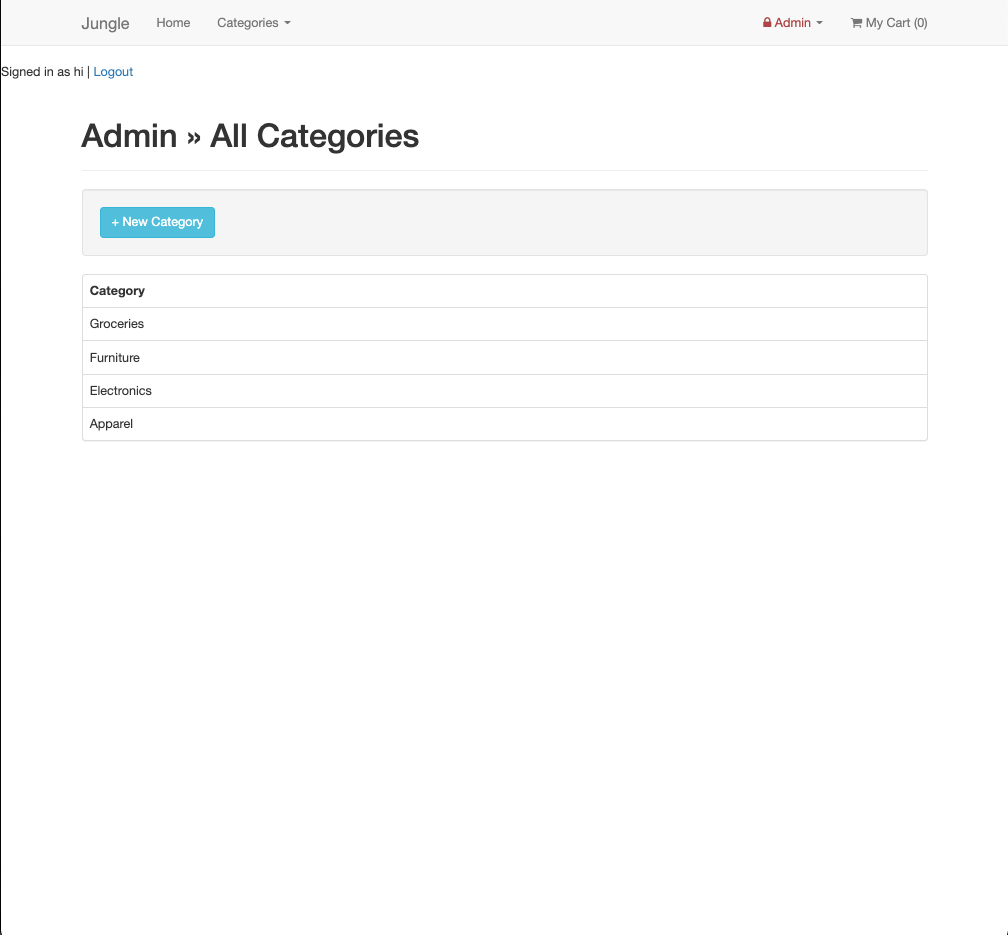 Jungle Home Categories Admin My Cart (0)
Signed in as hi | Logout
Admin » All Categories
+ New Category
Category
Groceries
Furniture
Electronics
Apparel